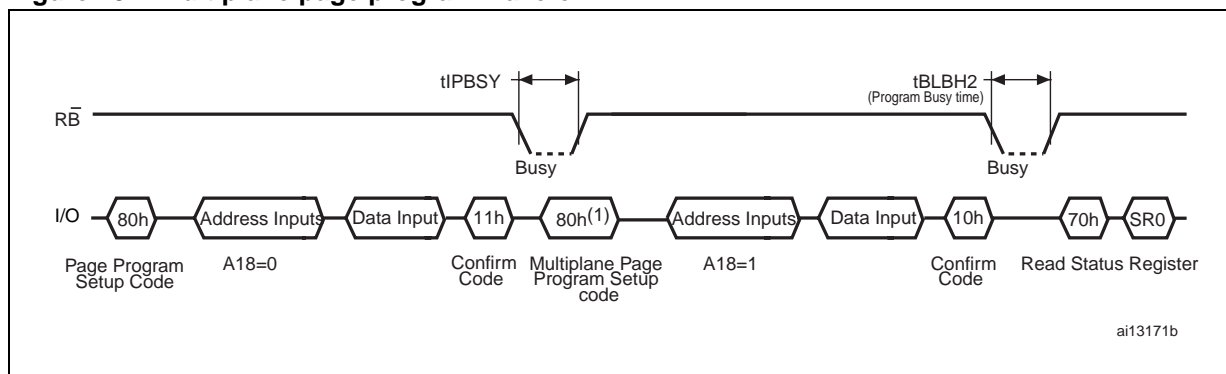 tIPBSY
tBLBH2
(Program Busy time)
RB̅
Busy
Busy
I/O
80h
Address Inputs
Data Input
11h
80h(1)
Address Inputs
Data Input
10h
70h
SR0
Page Program
Setup Code
A18=0
Confirm
Code
Multiplane Page
Program Setup
code
A18=1
Confirm
Code
Read Status Register
ai13171b